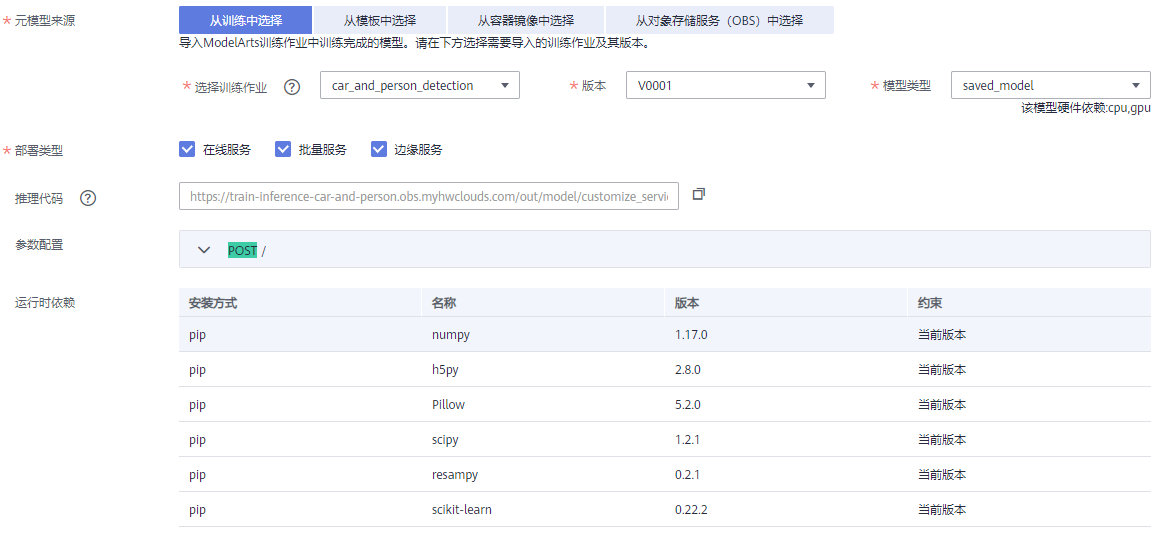 * 元模型来源 从训练中选择 从模板中选择 从容器镜像中选择 从对象存储服务（OBS）中选择
导入ModelArts训练作业中训练完成的模型。请在下方选择需要导入的训练作业及其版本。
* 选择训练作业 ? car_and_person_detection * 版本 V0001 * 模型类型 saved_model
该模型硬件依赖:cpu,gpu
* 部署类型 在线服务 批量服务 边缘服务
推理代码 ? https://train-inference-car-and-person.obs.myhwclouds.com/out/model/customize_servi
参数配置 POST /
运行时依赖 安装方式 名称 版本 约束
pip numpy 1.17.0 当前版本
pip h5py 2.8.0 当前版本
pip Pillow 5.2.0 当前版本
pip scipy 1.2.1 当前版本
pip resampy 0.2.1 当前版本
pip scikit-learn 0.22.2 当前版本